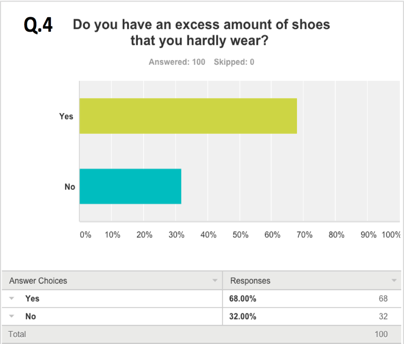 Q.4 Do you have an excess amount of shoes
that you hardly wear?
Answered: 100 Skipped: 0
Yes
No
0% 10% 20% 30% 40% 50% 60% 70% 80% 90% 100%
Answer Choices Responses
Yes 68.00% 68
No 32.00% 32
Total 100